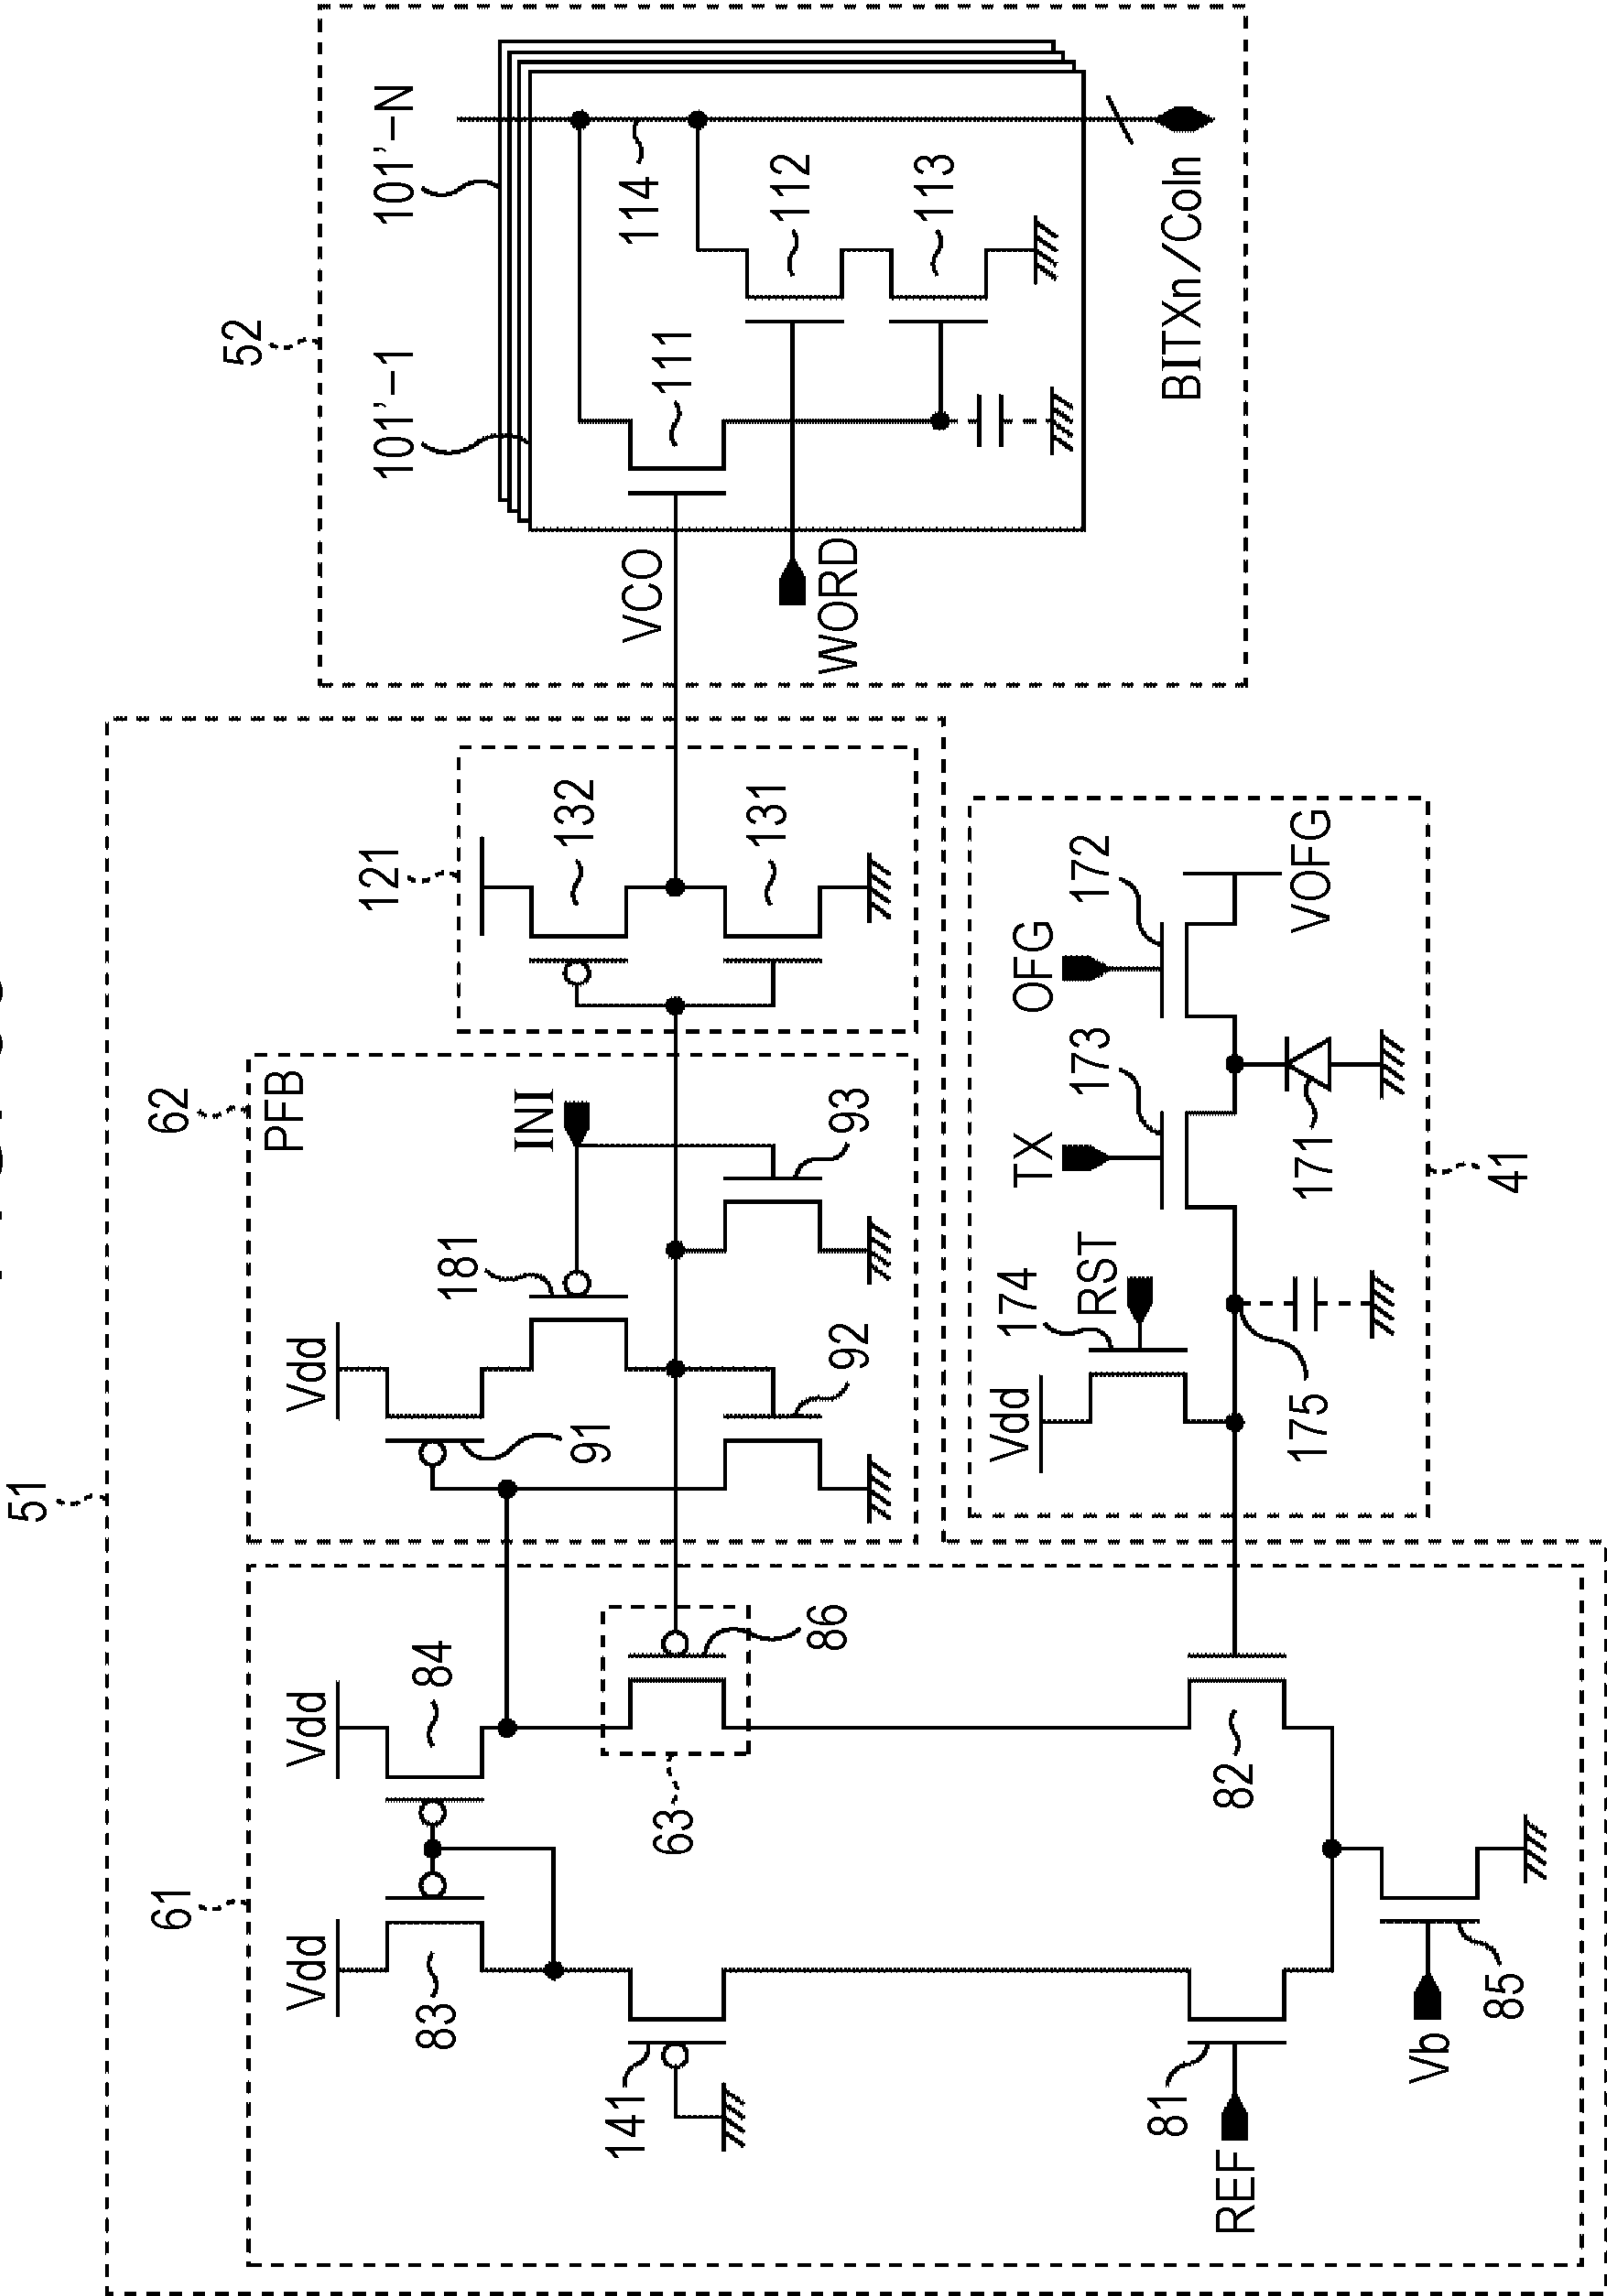 51
61
Vdd
83
Vdd
84
141
63
86
REF
81
82
Vb
85
62
PFB
Vdd
91
181
INI
92
93
121
132
131
VCO
52
101'-1
101'-N
111
114
112
113
WORD
BITXn/Coln
Vdd
174
RST
175
TX
173
OFG
172
171
VOFG
41